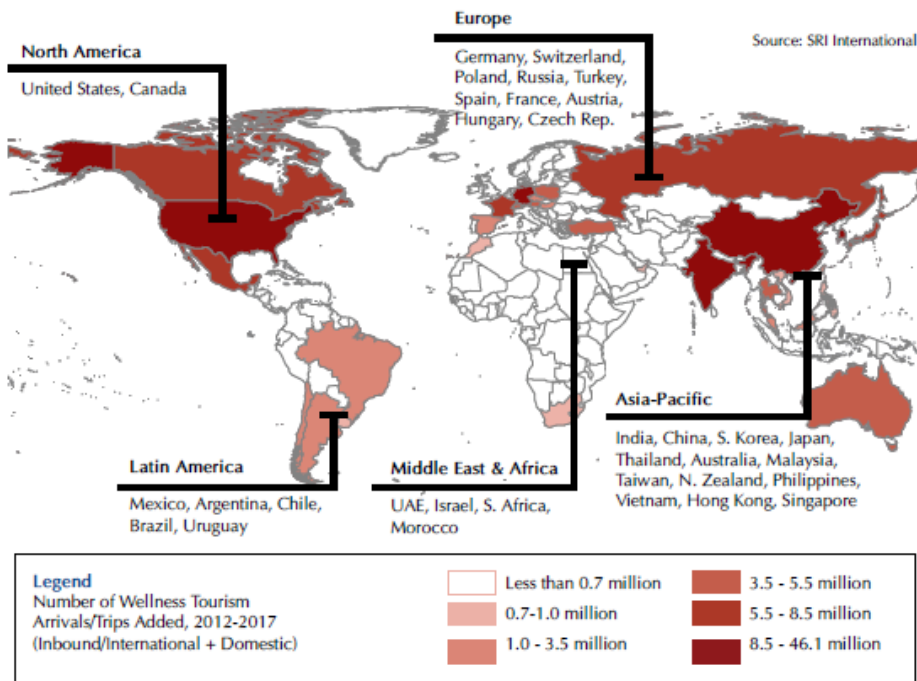 Europe
Source: SRI International
North America
Germany, Switzerland,
Poland, Russia, Turkey,
Spain, France, Austria,
Hungary, Czech Rep.
United States, Canada
Asia-Pacific
India, China, S. Korea, Japan,
Thailand, Australia, Malaysia,
Taiwan, N. Zealand, Philippines,
Vietnam, Hong Kong, Singapore
Latin America
Mexico, Argentina, Chile,
Brazil, Uruguay
Middle East & Africa
UAE, Israel, S. Africa,
Morocco
Legend
Number of Wellness Tourism
Arrivals/Trips Added, 2012-2017
(Inbound/International + Domestic)
Less than 0.7 million
0.7-1.0 million
1.0 - 3.5 million
3.5 - 5.5 million
5.5 - 8.5 million
8.5 - 46.1 million